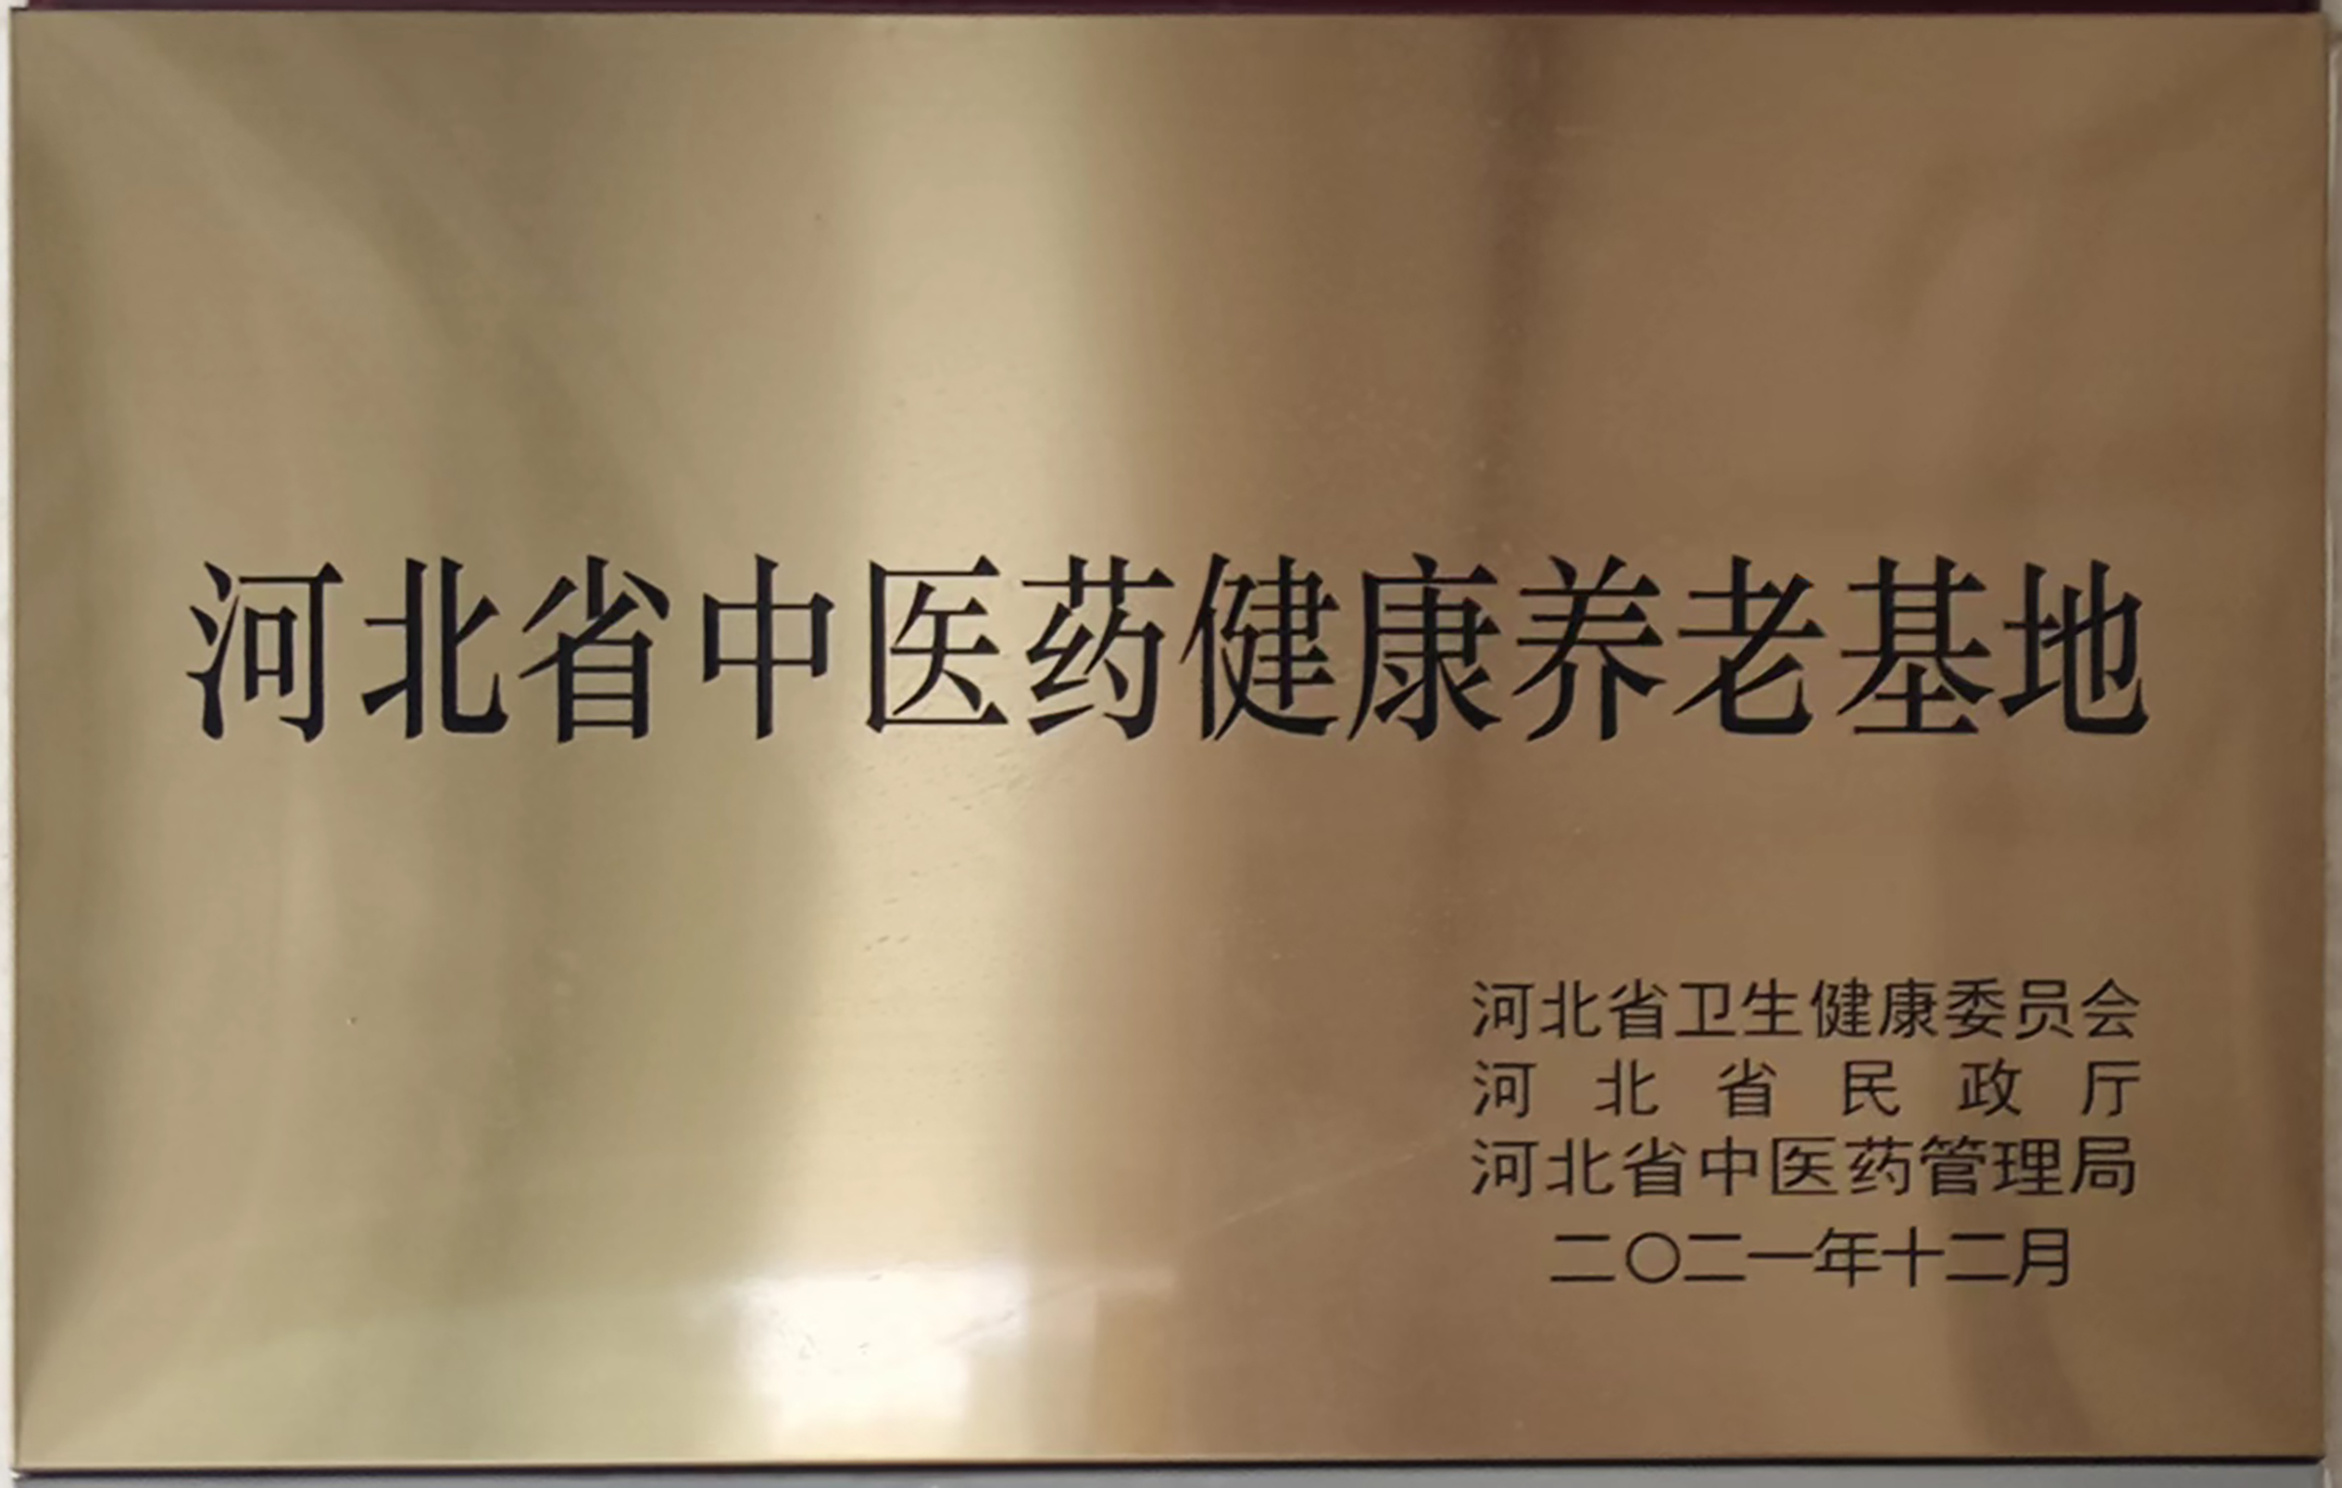 河北省中医药健康养老基地
河北省卫生健康委员会
河北省民政厅
河北省中医药管理局
二〇二一年十二月